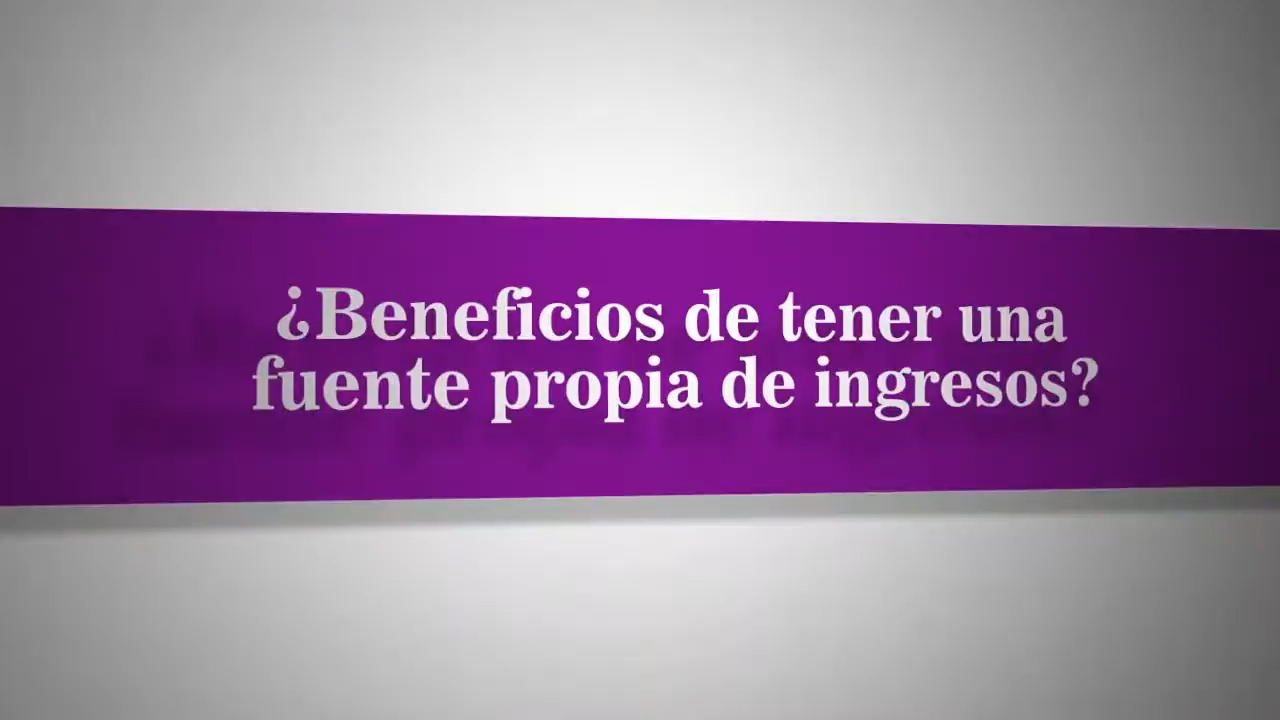 ¿Beneficios de tener una
fuente propia de ingresos?